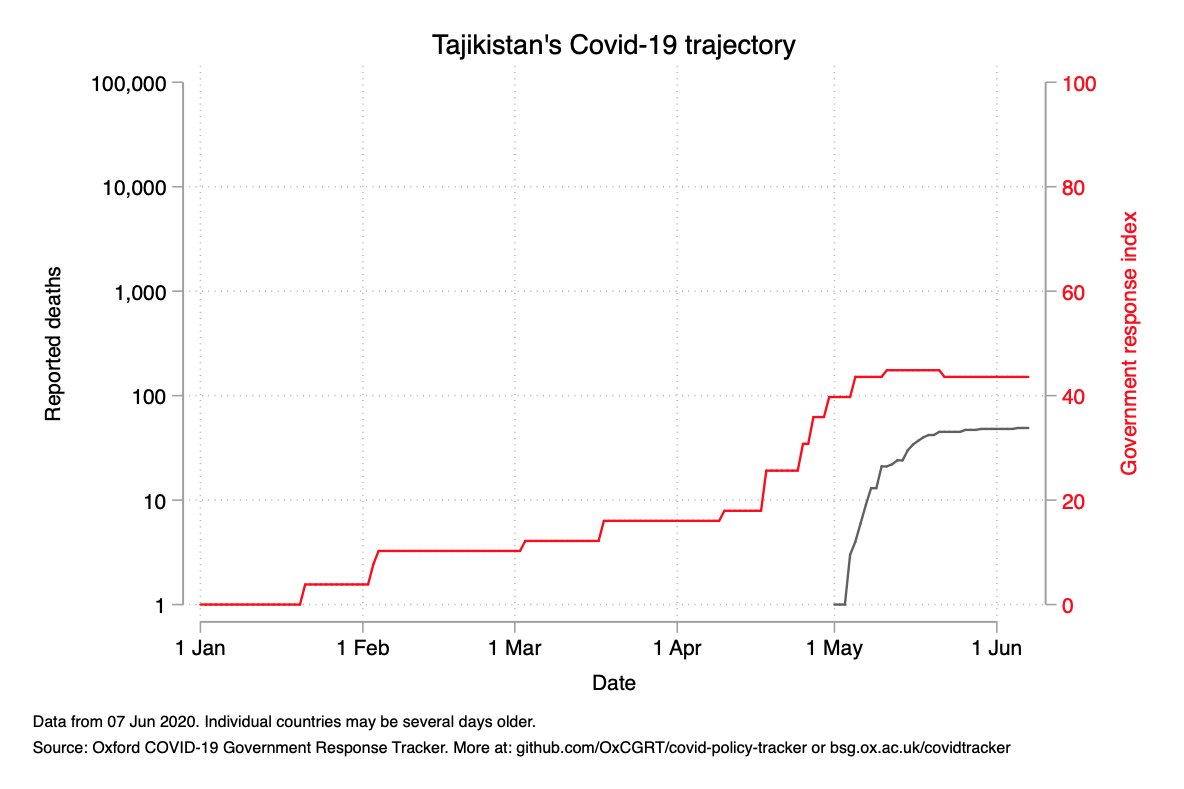 Tajikistan's Covid-19 trajectory
100,000
10,000
1,000
100
10
1
Reported deaths
100
80
60
40
20
0
Government response index
1 Jan
1 Feb
1 Mar
1 Apr
1 May
1 Jun
Date
Data from 07 Jun 2020. Individual countries may be several days older.
Source: Oxford COVID-19 Government Response Tracker. More at: github.com/OxCGRT/covid-policy-tracker or bsg.ox.ac.uk/covidtracker